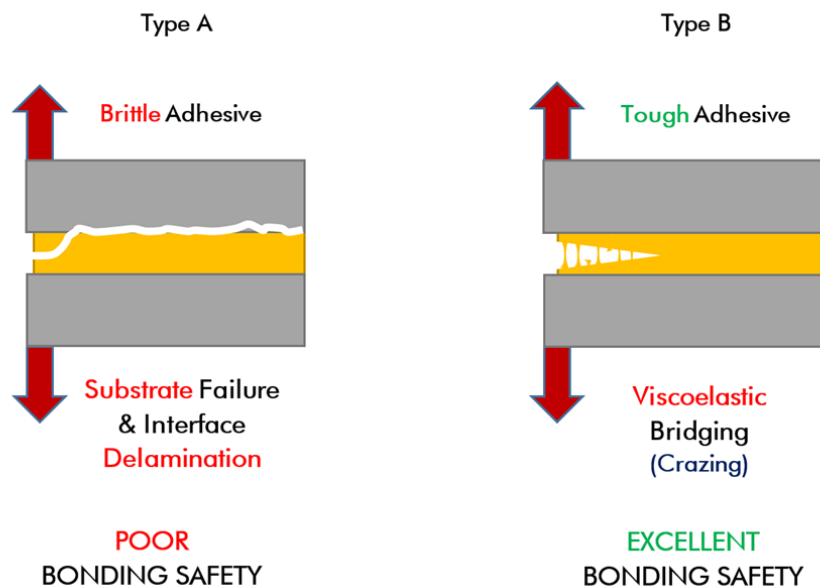 Type A
Brittle Adhesive
Substrate Failure
& Interface
Delamination
POOR
BONDING SAFETY
Type B
Tough Adhesive
Viscoelastic
Bridging
(Crazing)
EXCELLENT
BONDING SAFETY